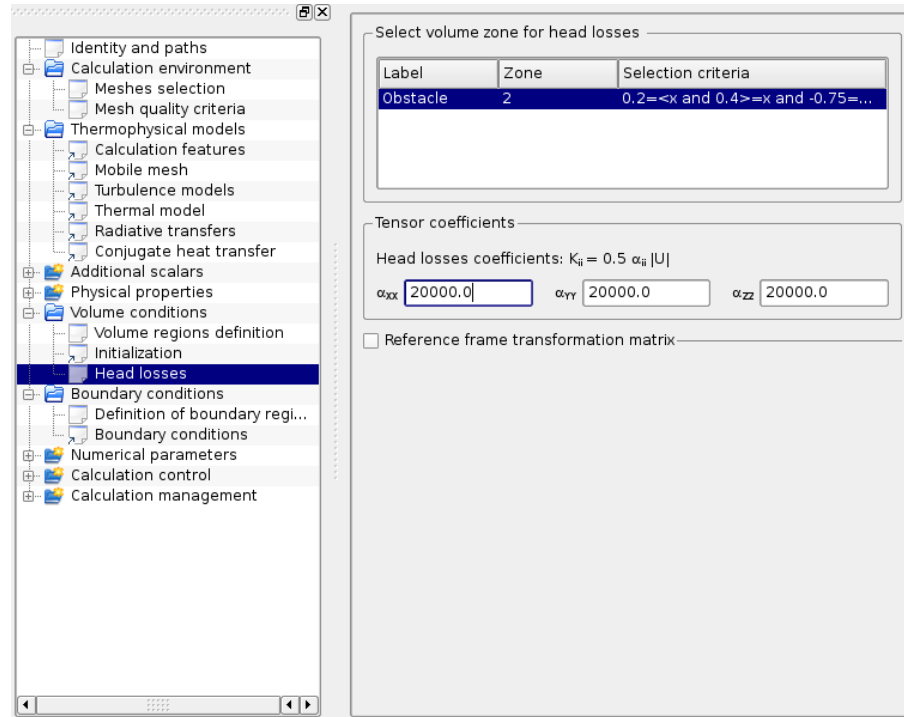 Identity and paths
Calculation environment
Meshes selection
Mesh quality criteria
Thermophysical models
Calculation features
Mobile mesh
Turbulence models
Thermal model
Radiative transfers
Conjugate heat transfer
Additional scalars
Physical properties
Volume conditions
Volume regions definition
Initialization
Head losses
Boundary conditions
Definition of boundary regi...
Boundary conditions
Numerical parameters
Calculation control
Calculation management
Select volume zone for head losses
Label Zone Selection criteria
Obstacle 2 0.2=<x and 0.4>=x and -0.75=...
Tensor coefficients
Head losses coefficients: Kᵢᵢ = 0.5 αᵢᵢ |U|
αXX 20000.0 αYY 20000.0 αZZ 20000.0
Reference frame transformation matrix